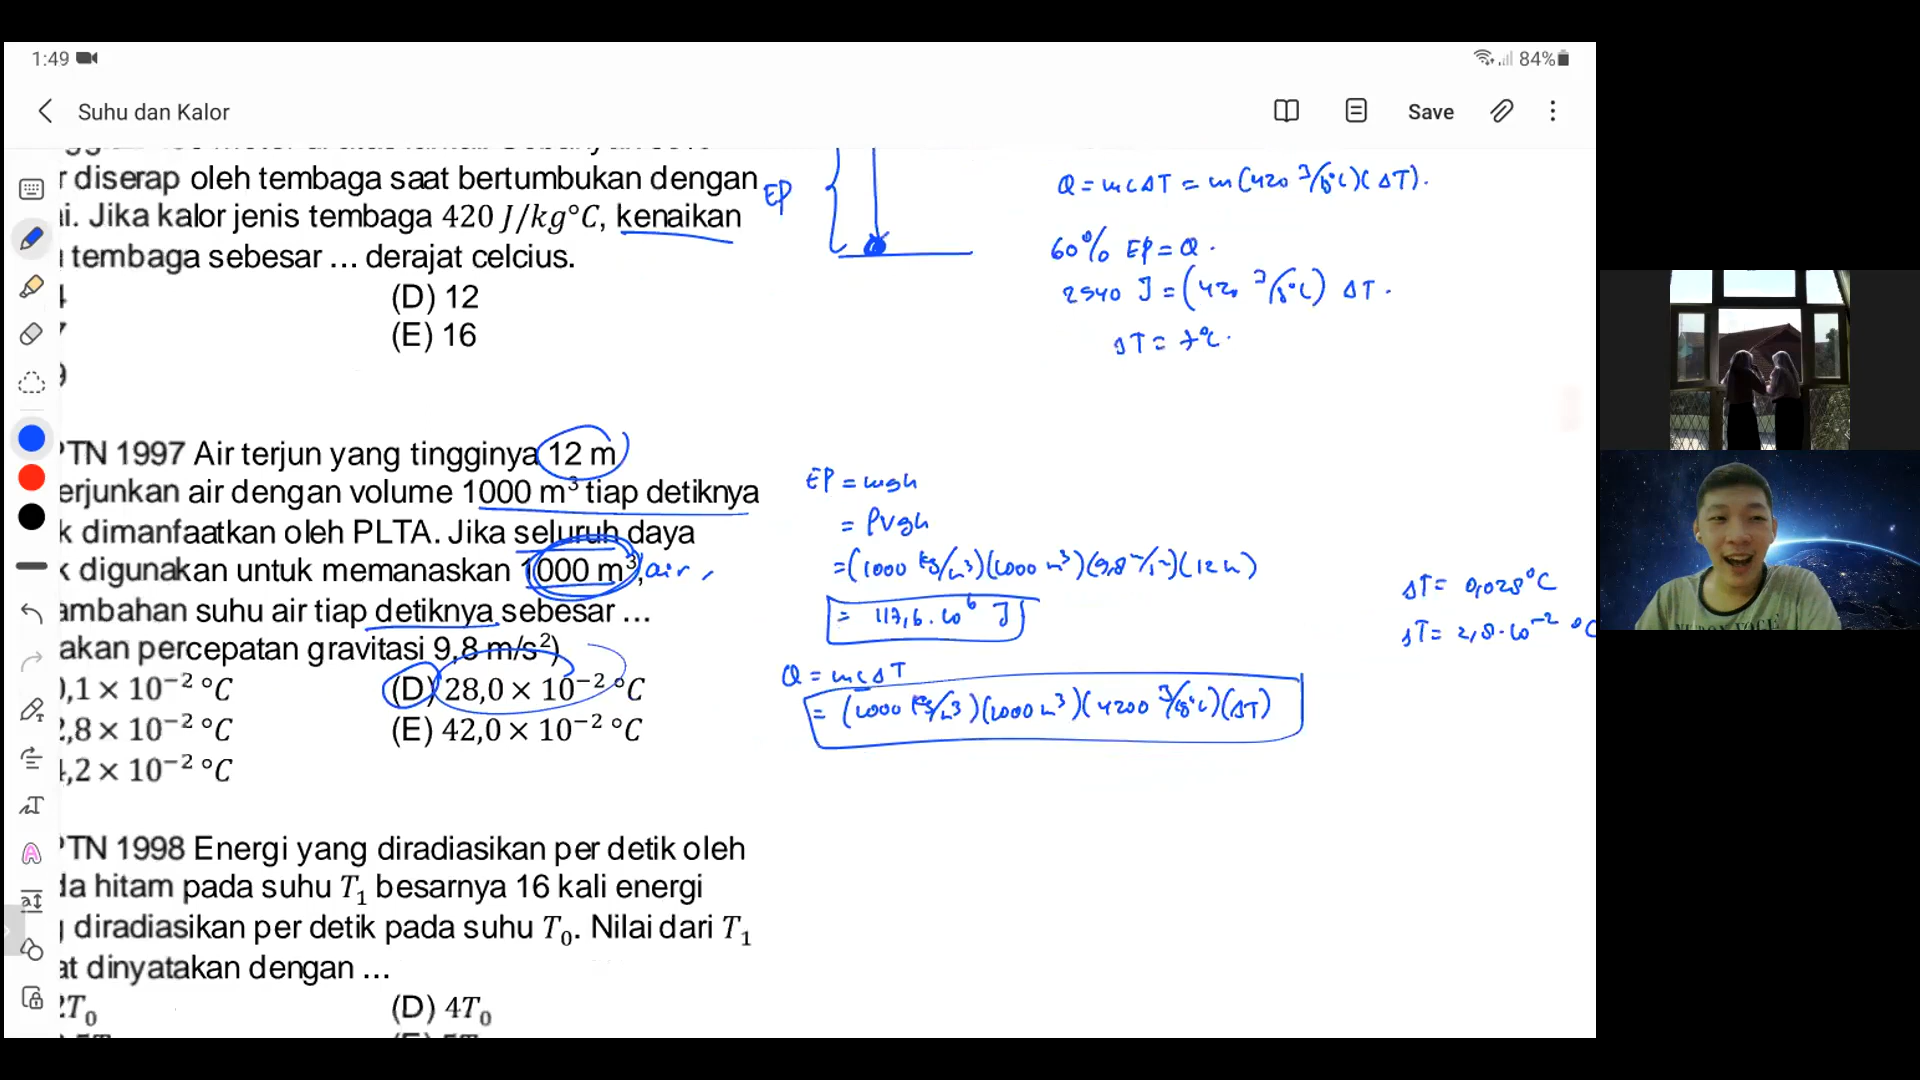 1:49
84%
Suhu dan Kalor
Save
r diserap oleh tembaga saat bertumbukan dengan
ai. Jika kalor jenis tembaga 420 J/kg°C, kenaikan
tembaga sebesar ... derajat celcius.
(D) 12
(E) 16
EP
Q = mcΔT = m(420 J/kg°C)(ΔT).
60% EP = Q.
2940 J = (420 J/kg°C) ΔT.
ΔT = 7°C.
PTN 1997 Air terjun yang tingginya 12 m
erjunkan air dengan volume 1000 m³ tiap detiknya
k dimanfaatkan oleh PLTA. Jika seluruh daya
k digunakan untuk memanaskan 1000 m³, air,
ambahan suhu air tiap detiknya sebesar ...
akan percepatan gravitasi 9,8 m/s²)
0,1 × 10⁻² °C
(D) 28,0 × 10⁻² °C
2,8 × 10⁻² °C
(E) 42,0 × 10⁻² °C
4,2 × 10⁻² °C
EP = mgh
= ρVgh
= (1000 kg/m³)(1000 m³)(9,8 m/s²)(12 m)
= 117,6 . 10⁶ J
Q = mcΔT
= (1000 kg/m³)(1000 m³)(4200 J/kg°C)(ΔT)
ΔT = 0,028°C
ΔT = 2,8.10⁻² °C
PTN 1998 Energi yang diradiasikan per detik oleh
da hitam pada suhu T₁ besarnya 16 kali energi
g diradiasikan per detik pada suhu T₀. Nilai dari T₁
at dinyatakan dengan ...
2T₀
(D) 4T₀